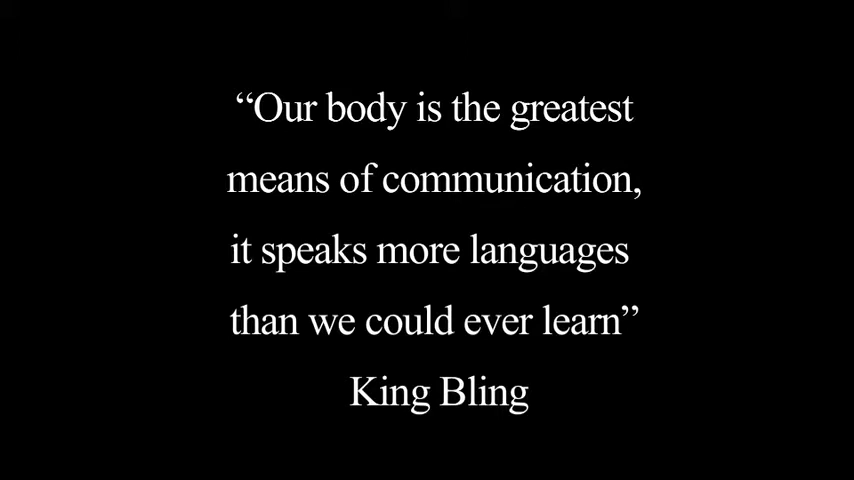 “Our body is the greatest
means of communication,
it speaks more languages
than we could ever learn”
King Bling